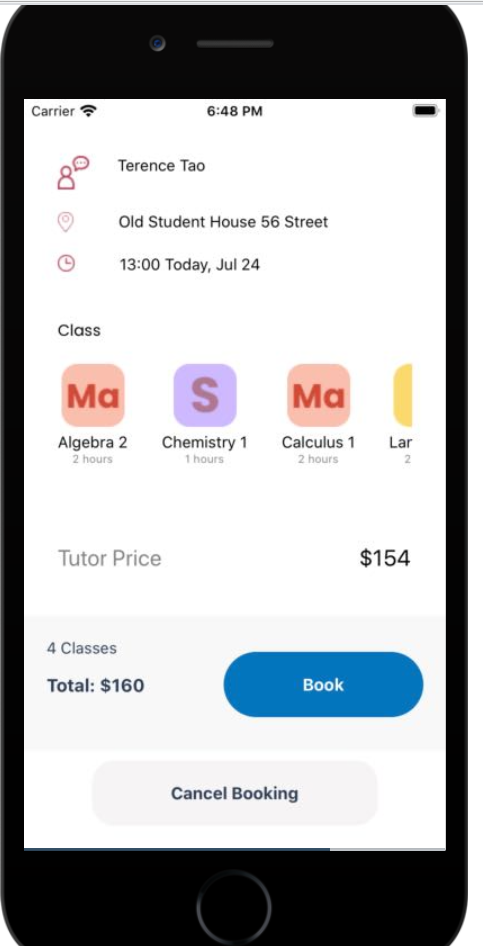 Carrier 6:48 PM
Terence Tao
Old Student House 56 Street
13:00 Today, Jul 24
Class
Ma S Ma
Algebra 2 Chemistry 1 Calculus 1 Lar
2 hours 1 hours 2 hours 2
Tutor Price $154
4 Classes
Total: $160 Book
Cancel Booking